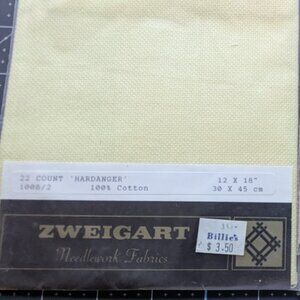 22 COUNT 'HARDANGER' 12 X 18"
1008/2 100% Cotton 30 X 45 cm
ZWEIGART
Needlework Fabrics
Billie's
$ 3.50